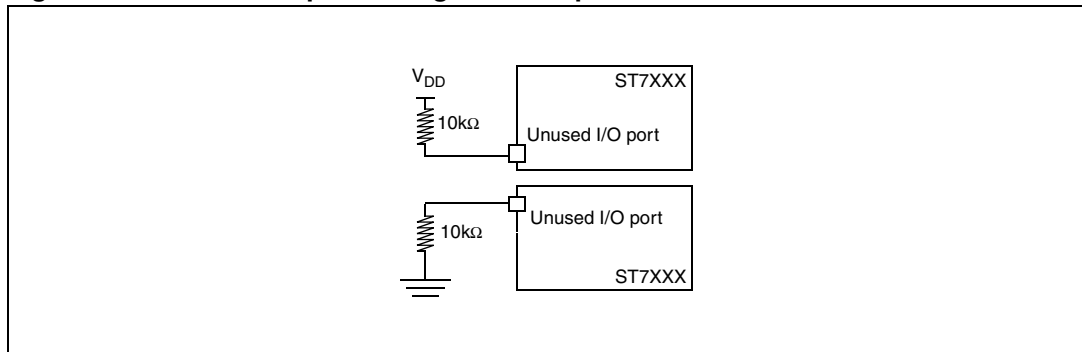 V_DD
ST7XXX
10kΩ
Unused I/O port
Unused I/O port
10kΩ
ST7XXX